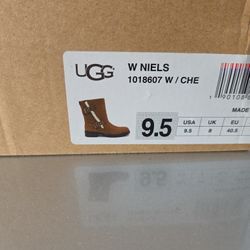 UGG
W NIELS
1018607 W / CHE
MADE
9.5
USA UK EU
9.5 8 40.5